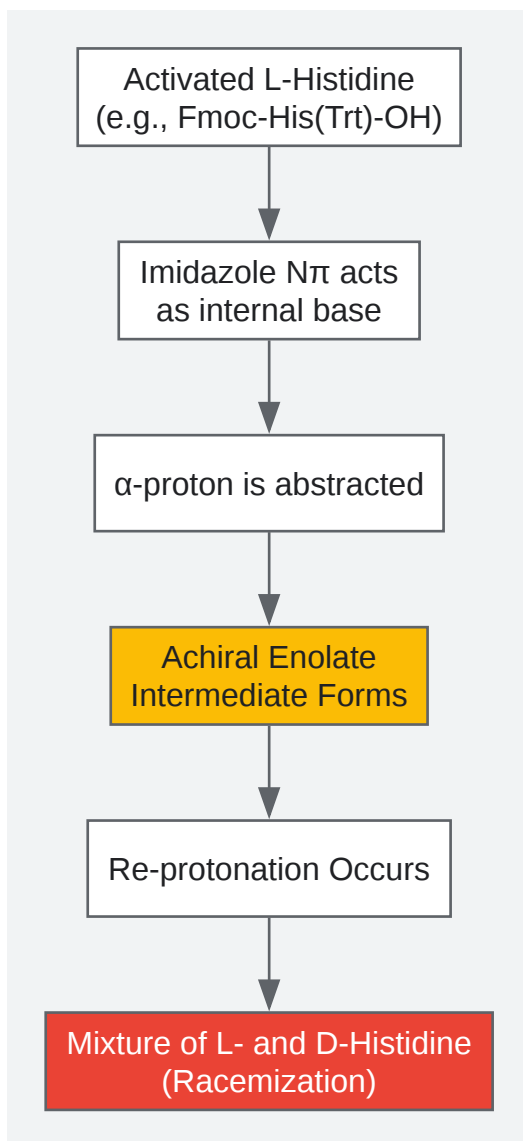 Activated L-Histidine
(e.g., Fmoc-His(Trt)-OH)
Imidazole Nπ acts
as internal base
α-proton is abstracted
Achiral Enolate
Intermediate Forms
Re-protonation Occurs
Mixture of L- and D-Histidine
(Racemization)